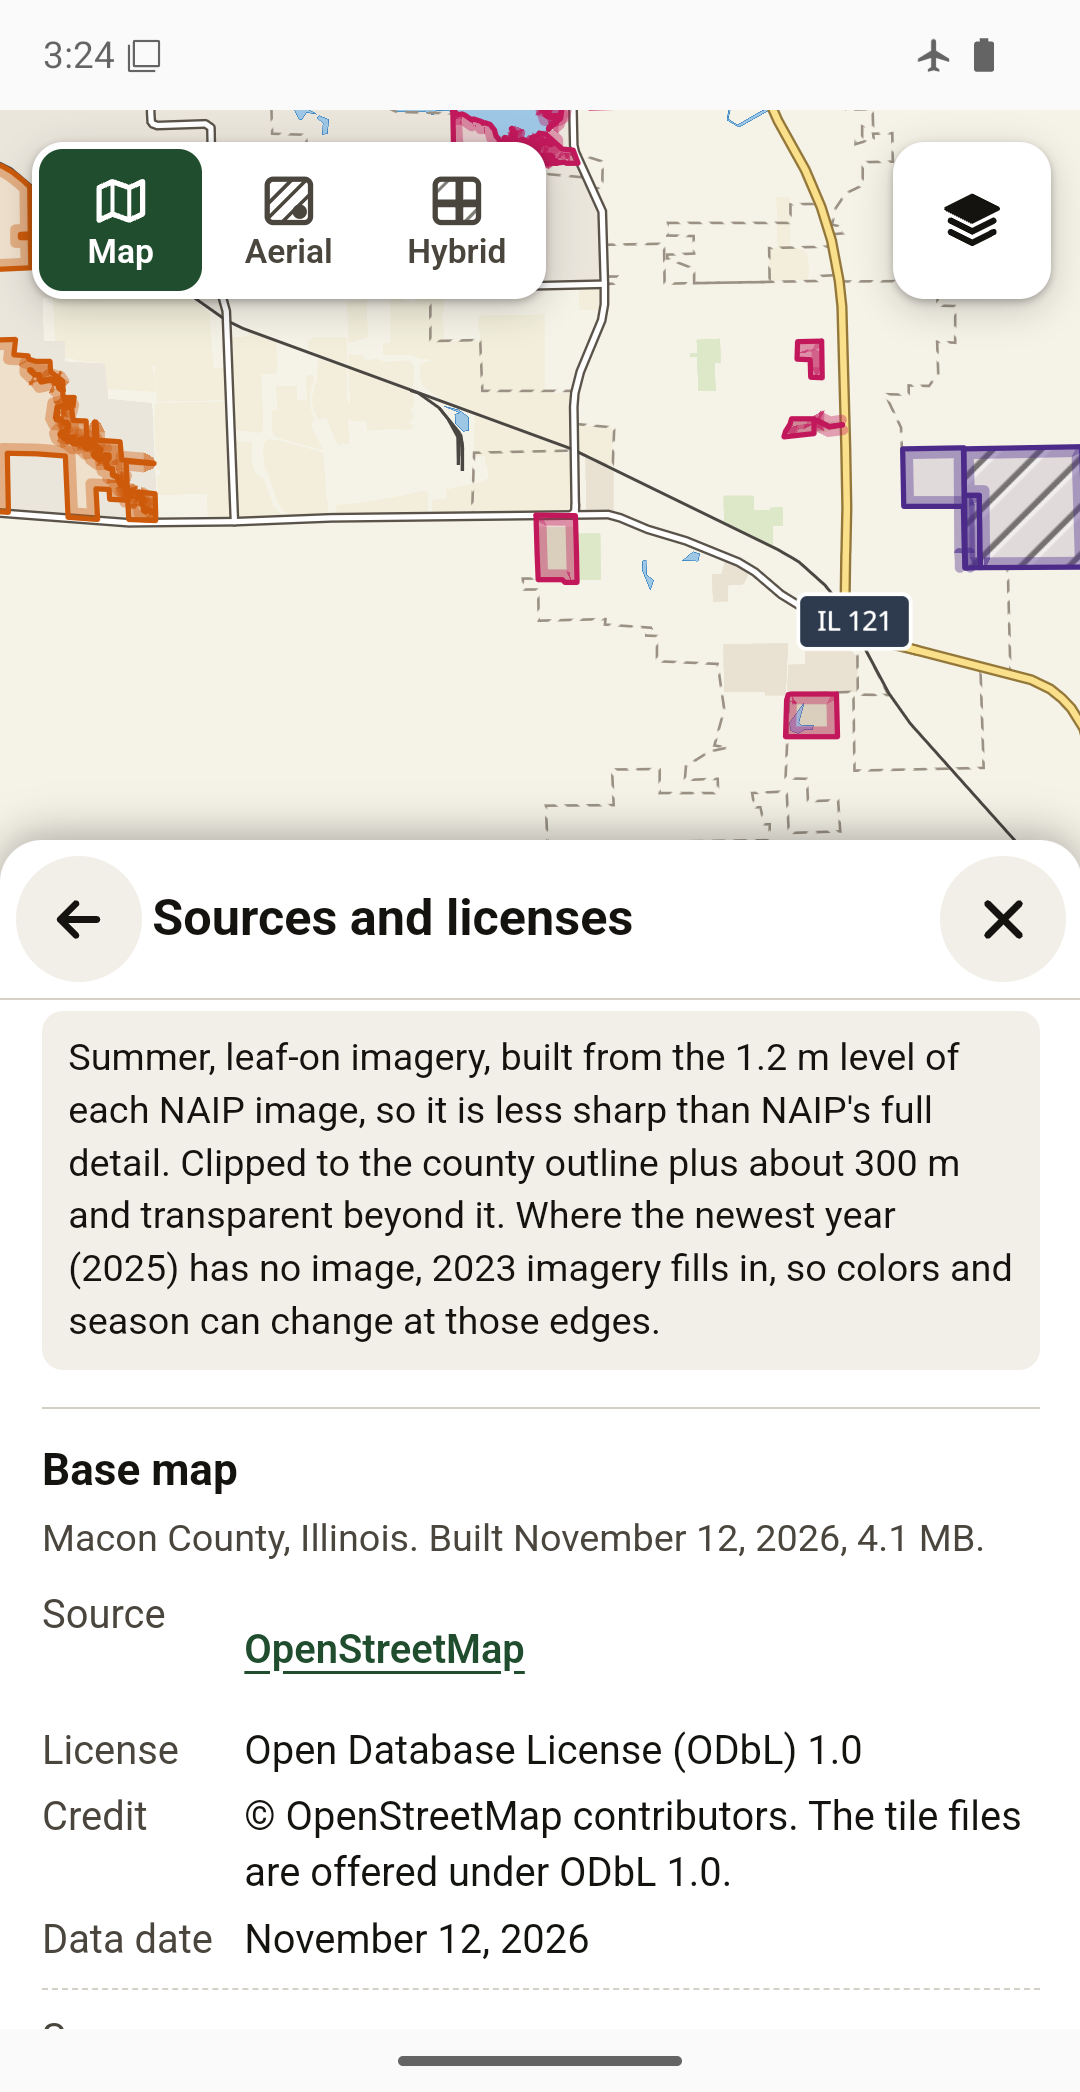 3:24
Map
Aerial
Hybrid
IL 121
Sources and licenses
Summer, leaf-on imagery, built from the 1.2 m level of
each NAIP image, so it is less sharp than NAIP's full
detail. Clipped to the county outline plus about 300 m
and transparent beyond it. Where the newest year
(2025) has no image, 2023 imagery fills in, so colors and
season can change at those edges.
Base map
Macon County, Illinois. Built November 12, 2026, 4.1 MB.
Source
OpenStreetMap
License Open Database License (ODbL) 1.0
Credit © OpenStreetMap contributors. The tile files
are offered under ODbL 1.0.
Data date November 12, 2026